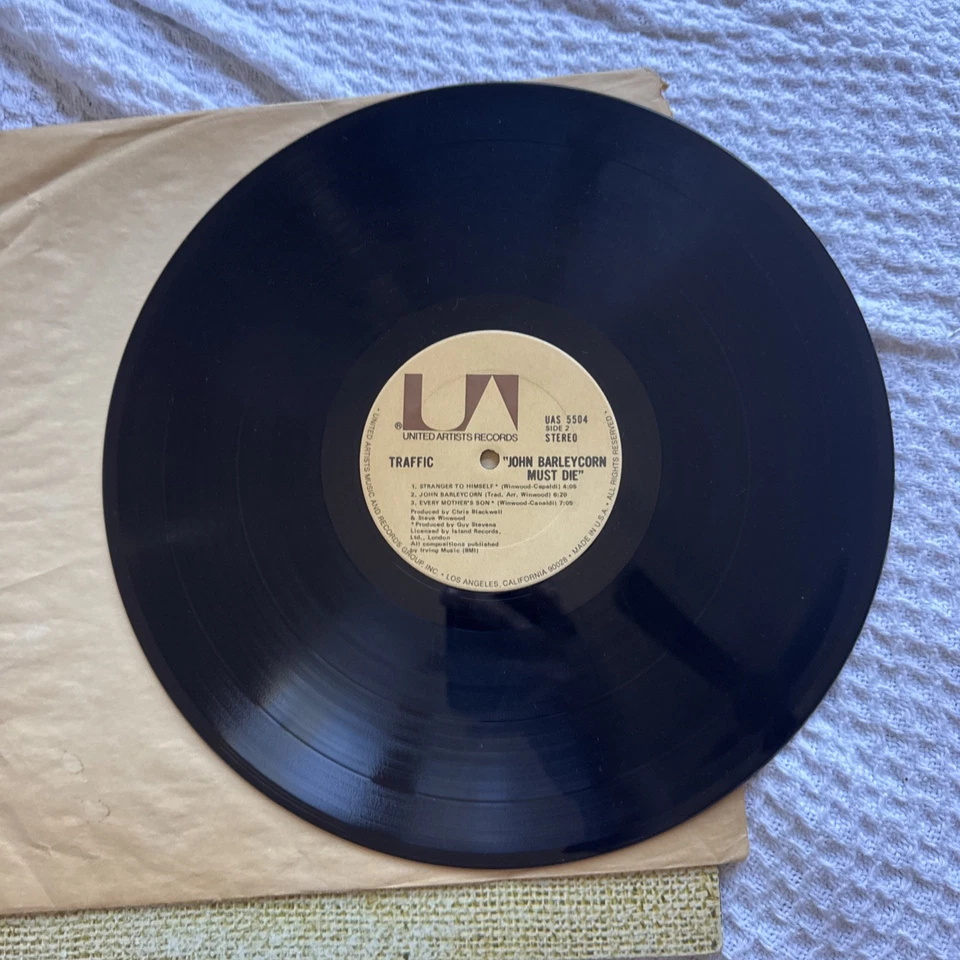 UA
®
UNITED ARTISTS RECORDS
UAS 5504
SIDE 2
STEREO
TRAFFIC
"JOHN BARLEYCORN
MUST DIE"
1. STRANGER TO HIMSELF* (Winwood-Capaldi) 4:05
2. JOHN BARLEYCORN (Trad. Arr. Winwood) 6:20
3. EVERY MOTHER'S SON* (Winwood-Capaldi) 7:05
Produced by Chris Blackwell
& Steve Winwood
*Produced by Guy Stevens
Licensed by Island Records,
Ltd., London
All compositions published
by Irving Music (BMI)
• UNITED ARTISTS MUSIC AND RECORDS GROUP, INC. • LOS ANGELES, CALIFORNIA 90028 • MADE IN U.S.A. • ALL RIGHTS RESERVED •